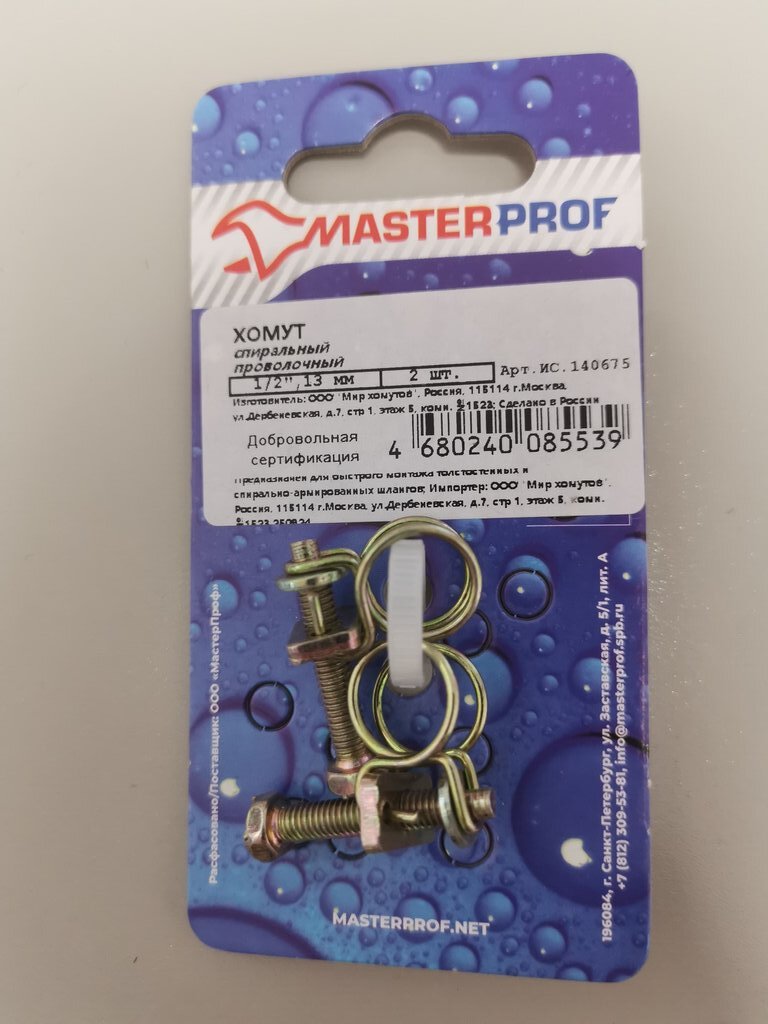 MASTERPROF
ХОМУТ
спиральный
проволочный
1/2",13 мм 2 шт. Арт.ИС.140675
Изготовитель: ООО "Мир хомутов", Россия, 115114 г.Москва,
ул.Дербеневская, д.7, стр 1, этаж 5, комн. 1523; Сделано в России
Добровольная
сертификация
4 680240 085539
Предназначен для быстрого монтажа толстостенных и
спирально-армированных шлангов; Импортер: ООО "Мир хомутов".
Россия, 115114 г.Москва, ул.Дербеневская, д.7, стр 1, этаж 5, комн.
1523 250824
Расфасовано/Поставщик: ООО «МастерПроф»
196084, г. Санкт-Петербург, ул. Заставская, д. 5/1, лит. А
+7 (812) 309-53-81, info@masterprof.spb.ru
MASTERRROF.NET